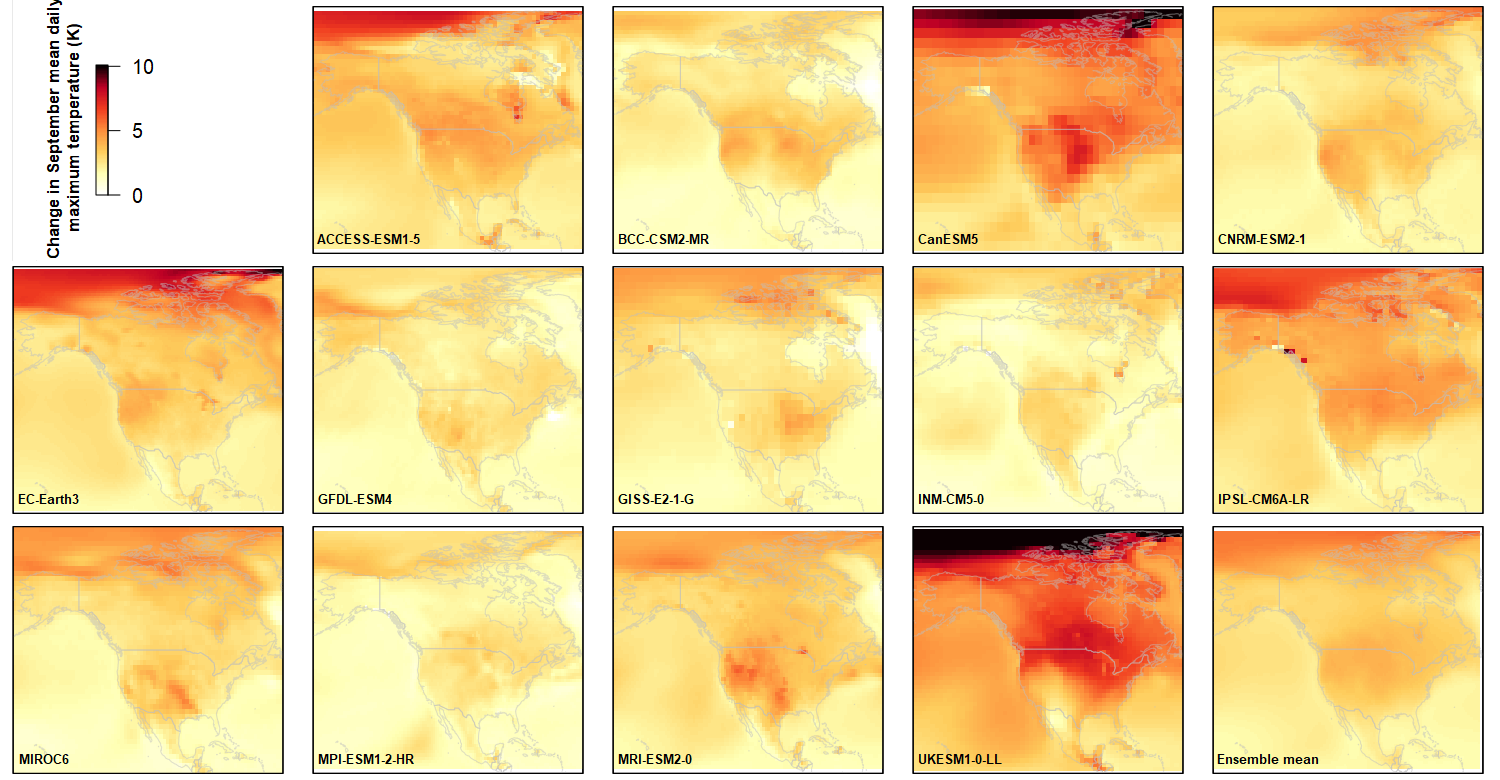 Change in September mean daily
maximum temperature (K)
10
5
0
ACCESS-ESM1-5
BCC-CSM2-MR
CanESM5
CNRM-ESM2-1
EC-Earth3
GFDL-ESM4
GISS-E2-1-G
INM-CM5-0
IPSL-CM6A-LR
MIROC6
MPI-ESM1-2-HR
MRI-ESM2-0
UKESM1-0-LL
Ensemble mean